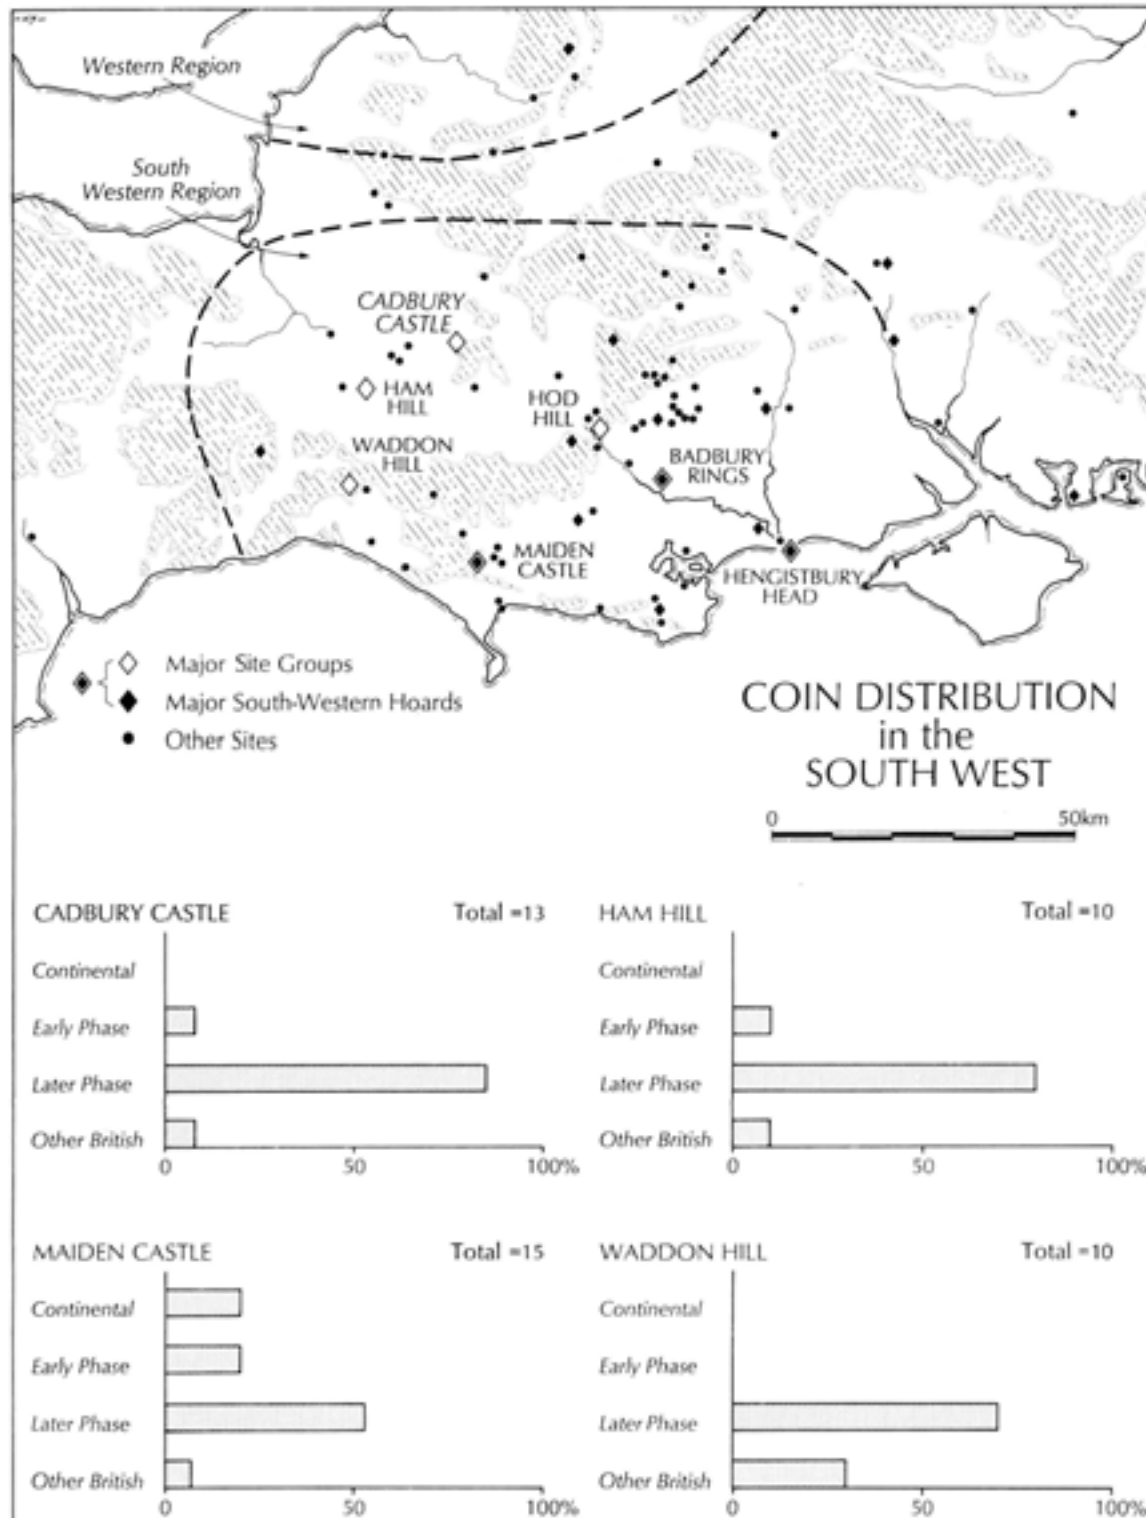 Western Region
South
Western Region
CADBURY
CASTLE
HAM
HILL
HOD
HILL
WADDON
HILL
BADBURY
RINGS
MAIDEN
CASTLE
HENGISTBURY
HEAD
Major Site Groups
Major South-Western Hoards
Other Sites
COIN DISTRIBUTION
in the
SOUTH WEST
0 50km
CADBURY CASTLE Total =13
Continental
Early Phase
Later Phase
Other British
0 50 100%
HAM HILL Total =10
Continental
Early Phase
Later Phase
Other British
0 50 100%
MAIDEN CASTLE Total =15
Continental
Early Phase
Later Phase
Other British
0 50 100%
WADDON HILL Total =10
Continental
Early Phase
Later Phase
Other British
0 50 100%